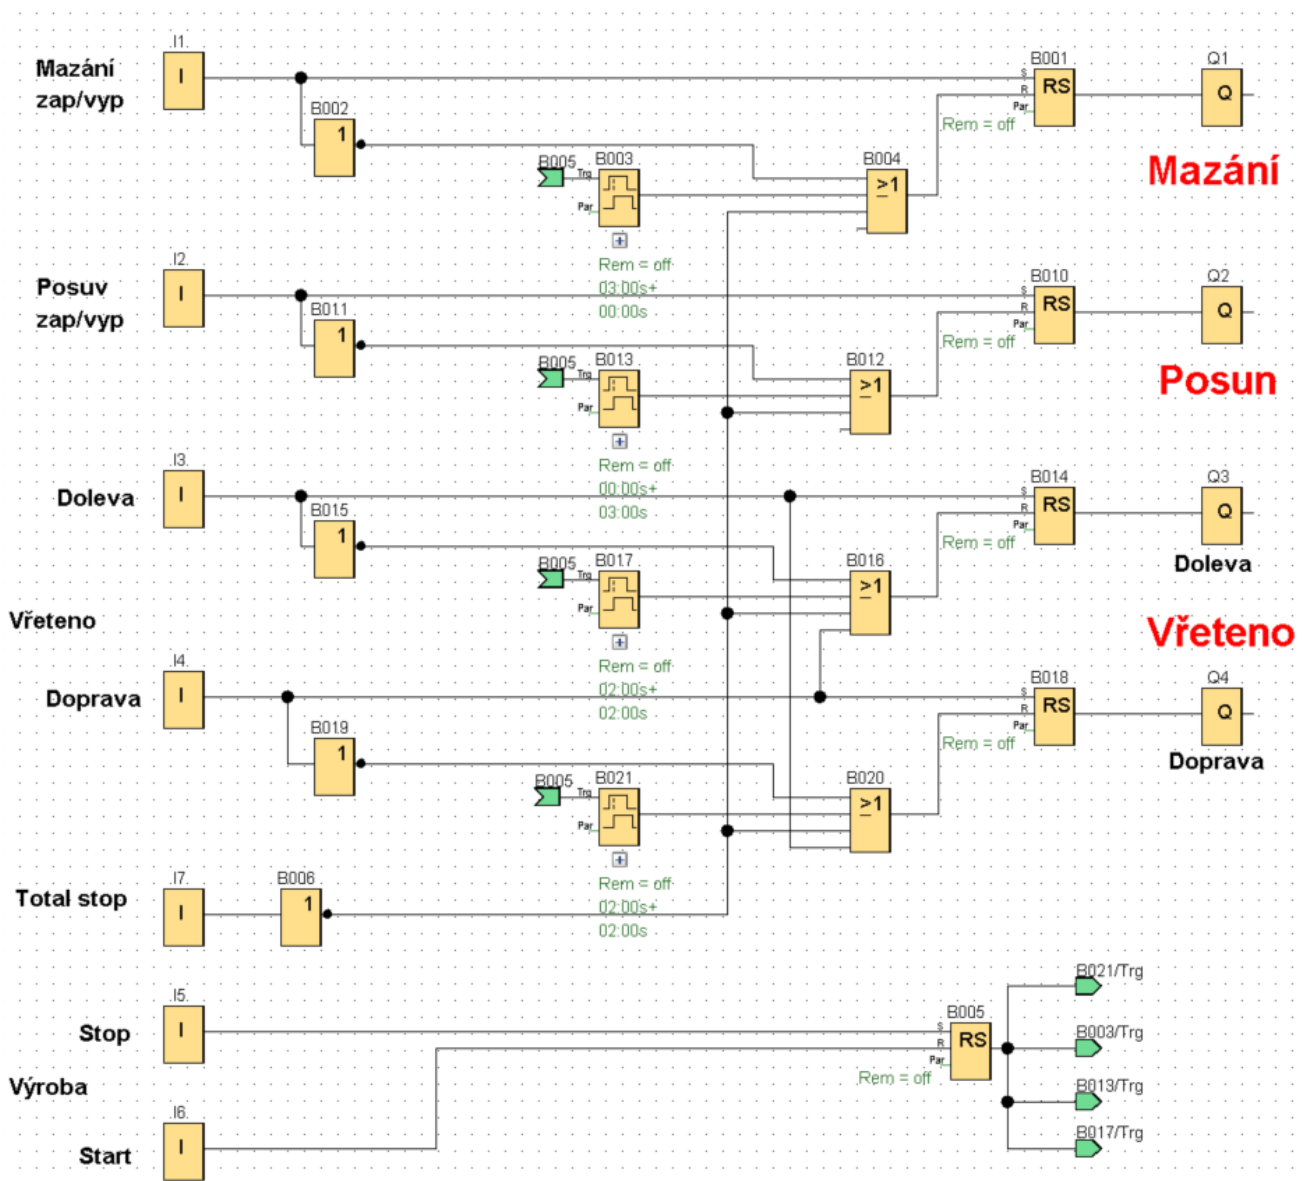 I1
Mazání
zap/vyp
I
B002
1
B005
Trg
Par
B003
Rem = off
03:00s+
00:00s
B004
>1
B001
S
R
Par
RS
Rem = off
Q1
Q
Mazání
I2
Posuv
zap/vyp
I
B011
1
B005
Trg
Par
B013
Rem = off
00:00s+
03:00s
B012
>1
B010
S
R
Par
RS
Rem = off
Q2
Q
Posun
I3
Doleva
I
B015
1
B005
Trg
Par
B017
Rem = off
02:00s+
02:00s
B016
>1
B014
S
R
Par
RS
Rem = off
Q3
Q
Doleva
Vřeteno
Vřeteno
I4
Doprava
I
B019
1
B005
Trg
Par
B021
Rem = off
02:00s+
02:00s
B020
>1
B018
S
R
Par
RS
Rem = off
Q4
Q
Doprava
I7
Total stop
I
B006
1
I5
Stop
I
Výroba
I6
Start
I
B005
S
R
Par
RS
Rem = off
B021/Trg
B003/Trg
B013/Trg
B017/Trg